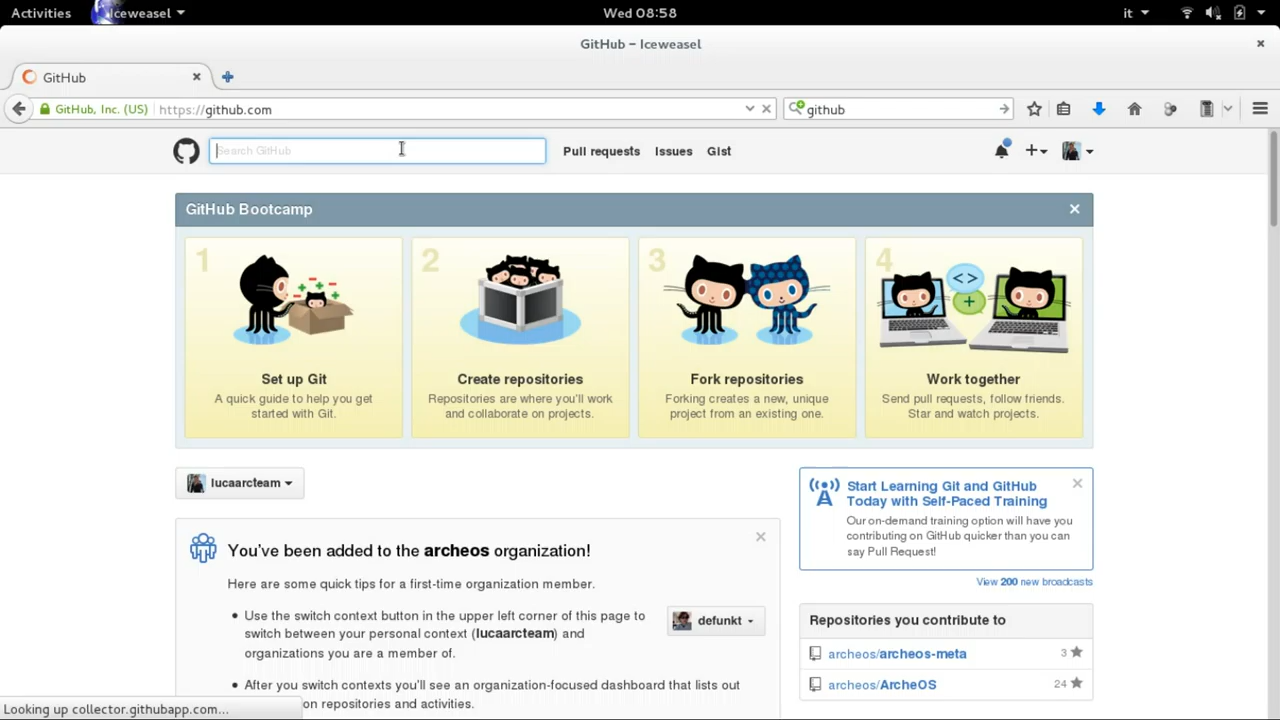 Activities Iceweasel Wed 08:58 it
GitHub – Iceweasel
GitHub
GitHub, Inc. (US) https://github.com github
Search GitHub Pull requests Issues Gist
GitHub Bootcamp
1 2 3 4
Set up Git
A quick guide to help you get
started with Git.
Create repositories
Repositories are where you'll work
and collaborate on projects.
Fork repositories
Forking creates a new, unique
project from an existing one.
Work together
Send pull requests, follow friends.
Star and watch projects.
lucaarcteam
You've been added to the archeos organization!
Here are some quick tips for a first-time organization member.
• Use the switch context button in the upper left corner of this page to
switch between your personal context (lucaarcteam) and
organizations you are a member of.
defunkt
• After you switch contexts you'll see an organization-focused dashboard that lists out
on repositories and activities.
Start Learning Git and GitHub
Today with Self-Paced Training
Our on-demand training option will have you
contributing on GitHub quicker than you can
say Pull Request!
View 200 new broadcasts
Repositories you contribute to
archeos/archeos-meta 3
archeos/ArcheOS 24
Looking up collector.githubapp.com...